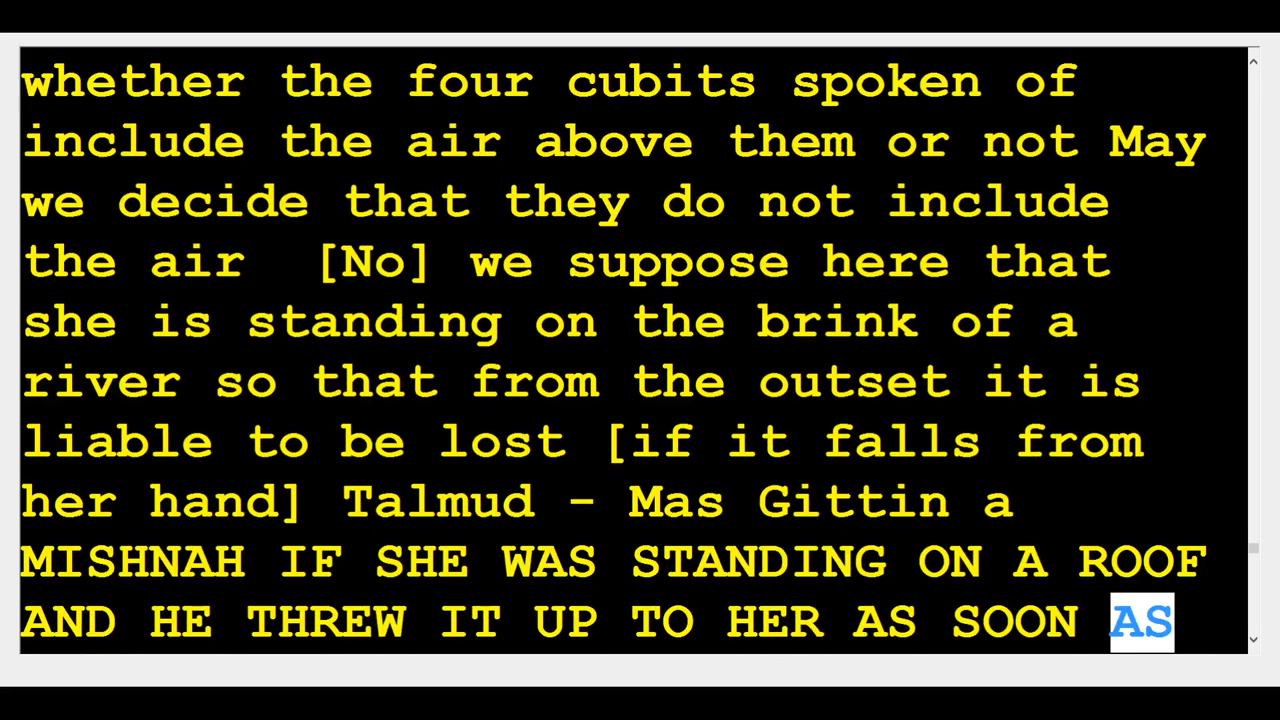 whether the four cubits spoken of
include the air above them or not May
we decide that they do not include
the air  [No] we suppose here that
she is standing on the brink of a
river so that from the outset it is
liable to be lost [if it falls from
her hand] Talmud - Mas Gittin a
MISHNAH IF SHE WAS STANDING ON A ROOF
AND HE THREW IT UP TO HER AS SOON AS